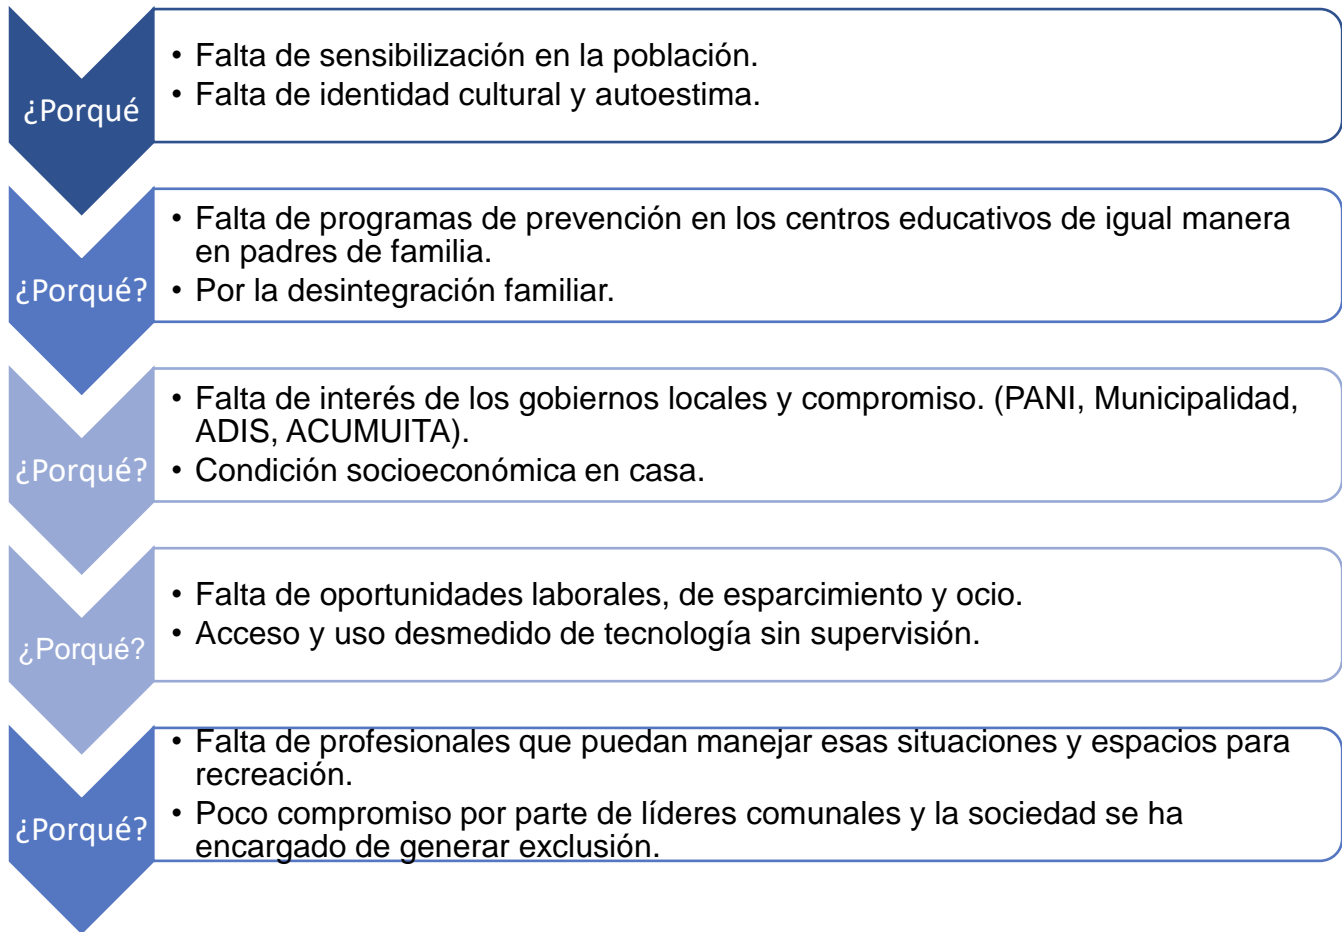 ¿Porqué
• Falta de sensibilización en la población.
• Falta de identidad cultural y autoestima.
¿Porqué?
• Falta de programas de prevención en los centros educativos de igual manera
en padres de familia.
• Por la desintegración familiar.
¿Porqué?
• Falta de interés de los gobiernos locales y compromiso. (PANI, Municipalidad,
ADIS, ACUMUITA).
• Condición socioeconómica en casa.
¿Porqué?
• Falta de oportunidades laborales, de esparcimiento y ocio.
• Acceso y uso desmedido de tecnología sin supervisión.
¿Porqué?
• Falta de profesionales que puedan manejar esas situaciones y espacios para
recreación.
• Poco compromiso por parte de líderes comunales y la sociedad se ha
encargado de generar exclusión.